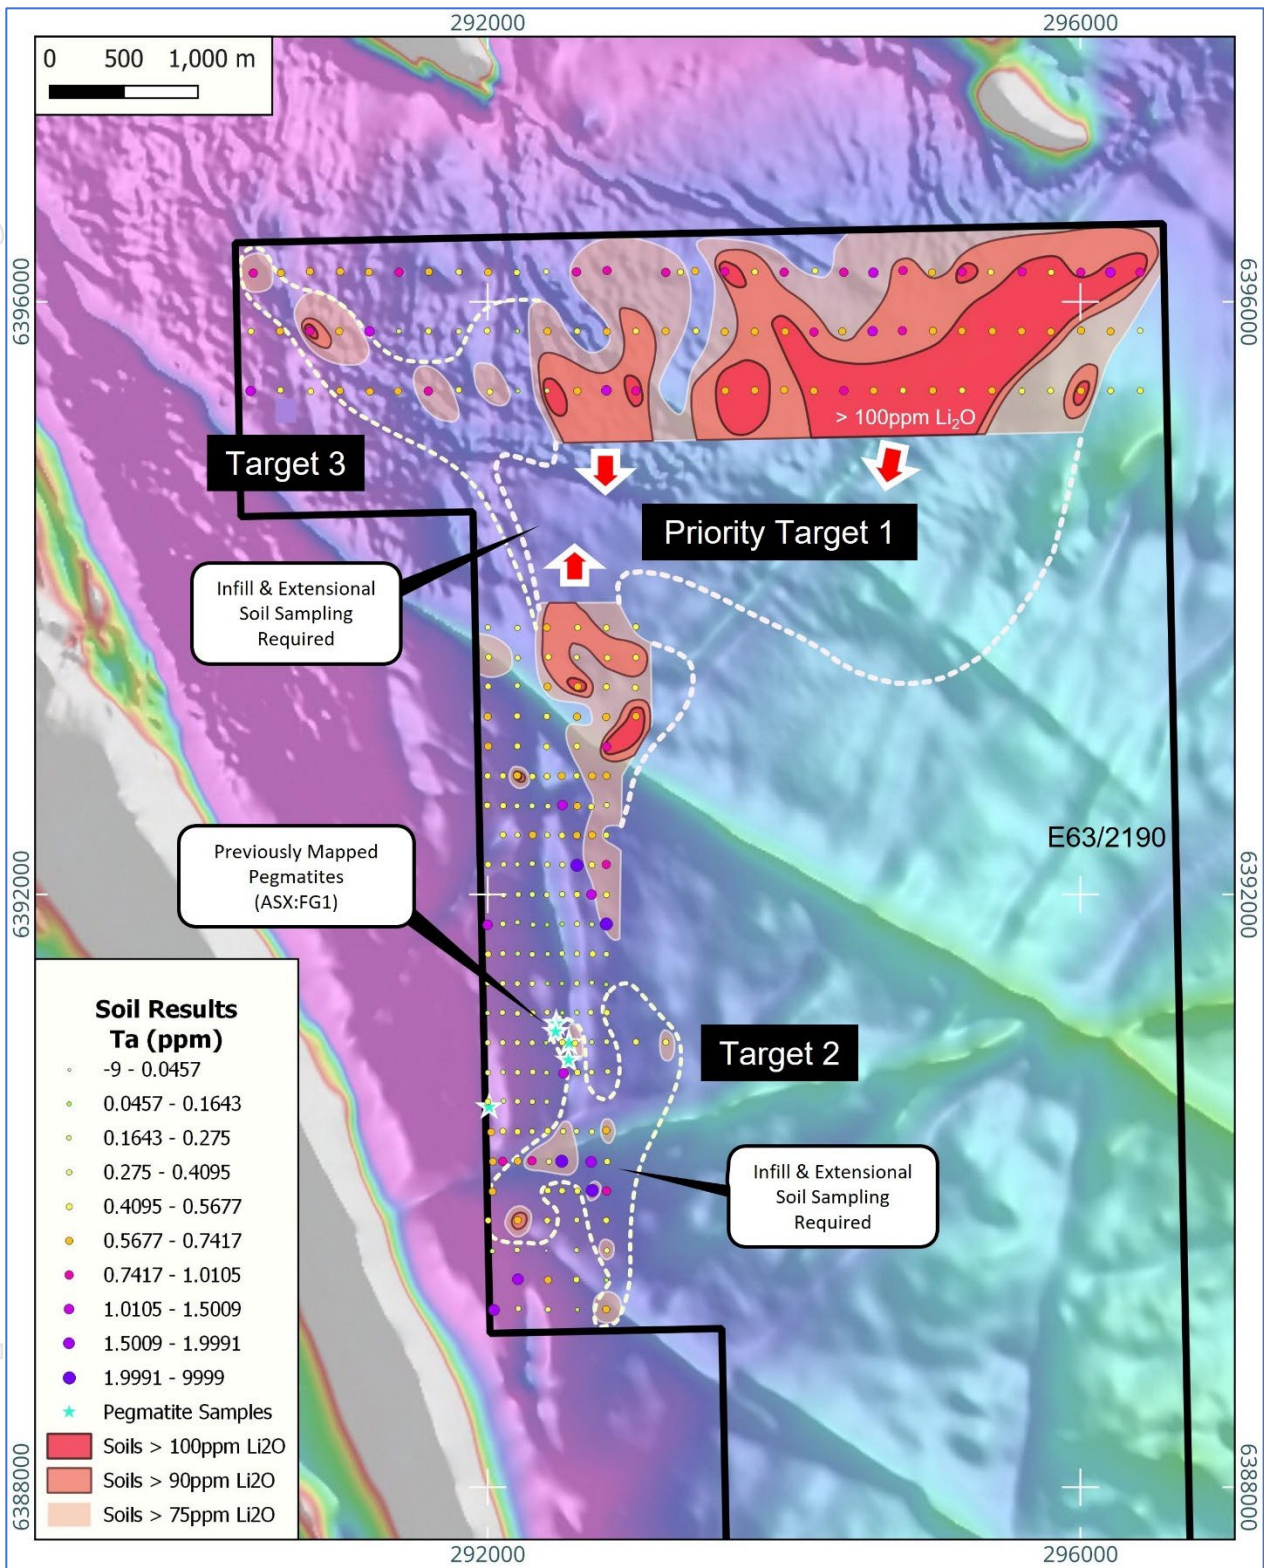 292000
296000
0 500 1,000 m
6396000
6396000
> 100ppm Li₂O
Target 3
Priority Target 1
Infill & Extensional
Soil Sampling
Required
E63/2190
Previously Mapped
Pegmatites
(ASX:FG1)
6392000
6392000
Target 2
Infill & Extensional
Soil Sampling
Required
Soil Results
Ta (ppm)
-9 - 0.0457
0.0457 - 0.1643
0.1643 - 0.275
0.275 - 0.4095
0.4095 - 0.5677
0.5677 - 0.7417
0.7417 - 1.0105
1.0105 - 1.5009
1.5009 - 1.9991
1.9991 - 9999
Pegmatite Samples
Soils > 100ppm Li2O
Soils > 90ppm Li2O
Soils > 75ppm Li2O
6388000
6388000
292000
296000